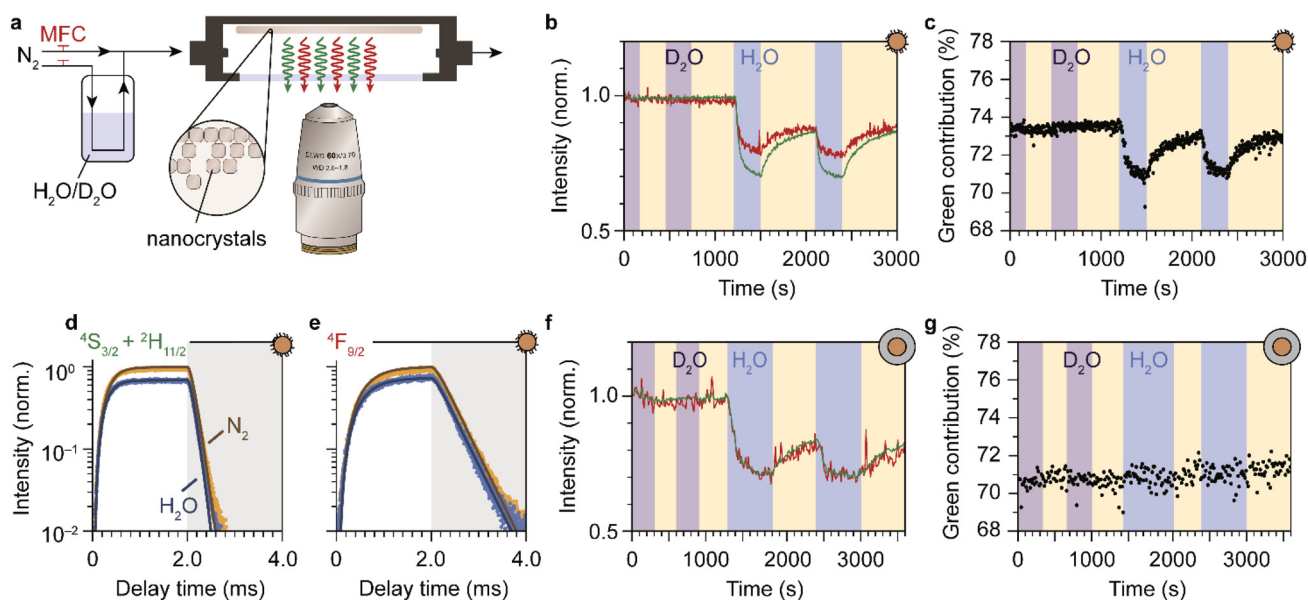 a
MFC
N2
H2O/D2O
nanocrystals
60x/0.70
b
Intensity (norm.)
1.0
0.5
D2O
H2O
0 1000 2000 3000
Time (s)
c
Green contribution (%)
78
76
74
72
70
68
D2O
H2O
0 1000 2000 3000
Time (s)
d
4S3/2 + 2H11/2
Intensity (norm.)
10^0
10^-1
10^-2
N2
H2O
0 2.0 4.0
Delay time (ms)
e
4F9/2
0 2.0 4.0
Delay time (ms)
f
Intensity (norm.)
1.0
0.5
D2O
H2O
0 1000 2000 3000
Time (s)
g
Green contribution (%)
78
76
74
72
70
68
D2O
H2O
0 1000 2000 3000
Time (s)